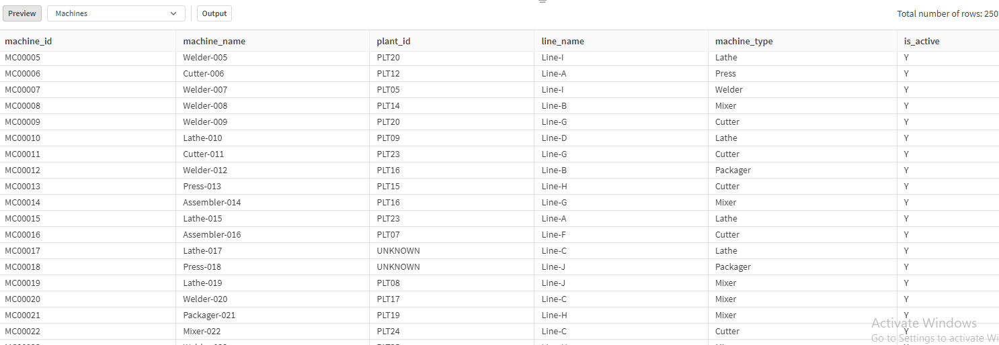 Preview Machines Output Total number of rows: 250
machine_id machine_name plant_id line_name machine_type is_active
MC00005 Welder-005 PLT20 Line-I Lathe Y
MC00006 Cutter-006 PLT12 Line-A Press Y
MC00007 Welder-007 PLT05 Line-I Welder Y
MC00008 Welder-008 PLT14 Line-B Mixer Y
MC00009 Welder-009 PLT20 Line-G Cutter Y
MC00010 Lathe-010 PLT09 Line-D Lathe Y
MC00011 Cutter-011 PLT23 Line-G Cutter Y
MC00012 Welder-012 PLT16 Line-B Packager Y
MC00013 Press-013 PLT15 Line-H Cutter Y
MC00014 Assembler-014 PLT16 Line-G Mixer Y
MC00015 Lathe-015 PLT23 Line-A Lathe Y
MC00016 Assembler-016 PLT07 Line-F Cutter Y
MC00017 Lathe-017 UNKNOWN Line-C Lathe Y
MC00018 Press-018 UNKNOWN Line-J Packager Y
MC00019 Lathe-019 PLT08 Line-J Mixer Y
MC00020 Welder-020 PLT17 Line-C Mixer Y
MC00021 Packager-021 PLT19 Line-H Mixer Y
Activate Windows
MC00022 Mixer-022 PLT24 Line-C Cutter Y
Go to Settings to activate Wi